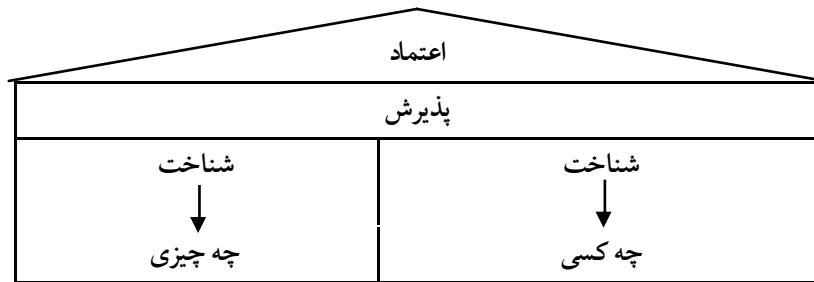 اعتماد
پذیرش
شناخت
چه کسی
شناخت
چه چیزی